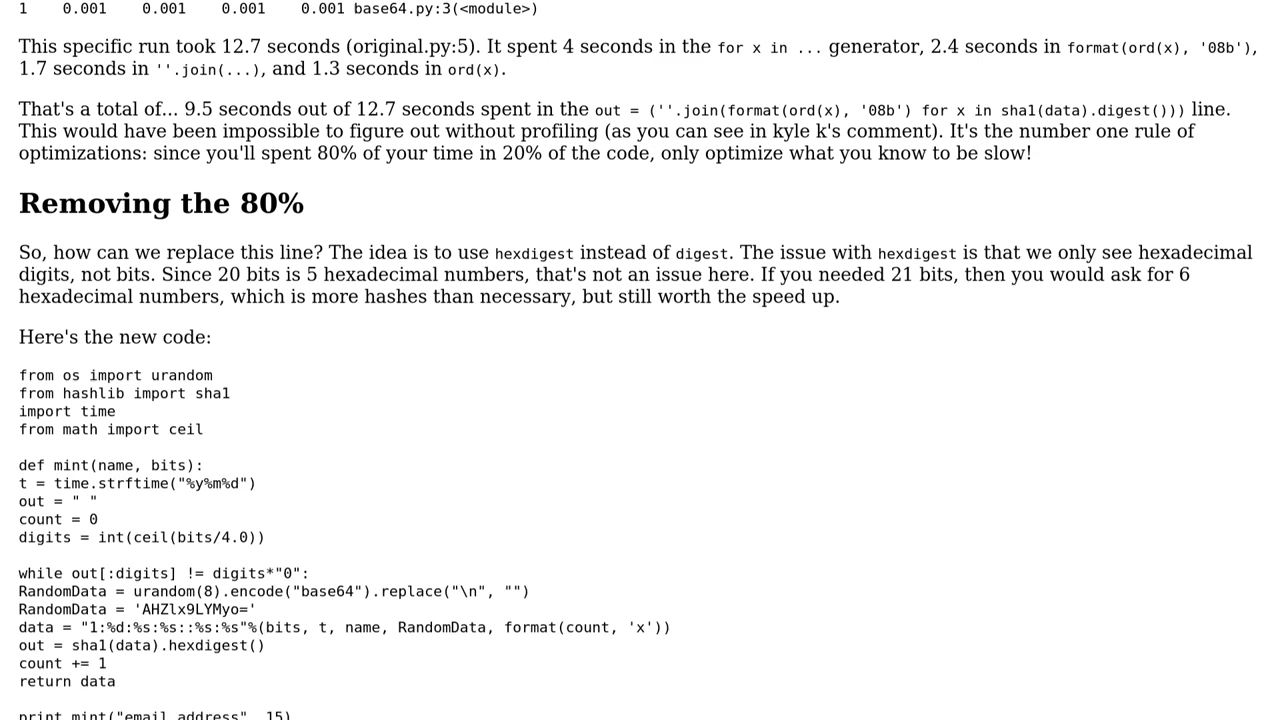 1    0.001    0.001    0.001    0.001 base64.py:3(<module>)
This specific run took 12.7 seconds (original.py:5). It spent 4 seconds in the for x in ... generator, 2.4 seconds in format(ord(x), '08b'),
1.7 seconds in ''.join(...), and 1.3 seconds in ord(x).
That's a total of... 9.5 seconds out of 12.7 seconds spent in the out = (''.join(format(ord(x), '08b') for x in sha1(data).digest())) line.
This would have been impossible to figure out without profiling (as you can see in kyle k's comment). It's the number one rule of
optimizations: since you'll spent 80% of your time in 20% of the code, only optimize what you know to be slow!
Removing the 80%
So, how can we replace this line? The idea is to use hexdigest instead of digest. The issue with hexdigest is that we only see hexadecimal
digits, not bits. Since 20 bits is 5 hexadecimal numbers, that's not an issue here. If you needed 21 bits, then you would ask for 6
hexadecimal numbers, which is more hashes than necessary, but still worth the speed up.
Here's the new code:
from os import urandom
from hashlib import sha1
import time
from math import ceil
def mint(name, bits):
t = time.strftime("%y%m%d")
out = " "
count = 0
digits = int(ceil(bits/4.0))
while out[:digits] != digits*"0":
RandomData = urandom(8).encode("base64").replace("\n", "")
RandomData = 'AHZlx9LYMyo='
data = "1:%d:%s:%s::%s:%s"%(bits, t, name, RandomData, format(count, 'x'))
out = sha1(data).hexdigest()
count += 1
return data
print mint("email address", 15)